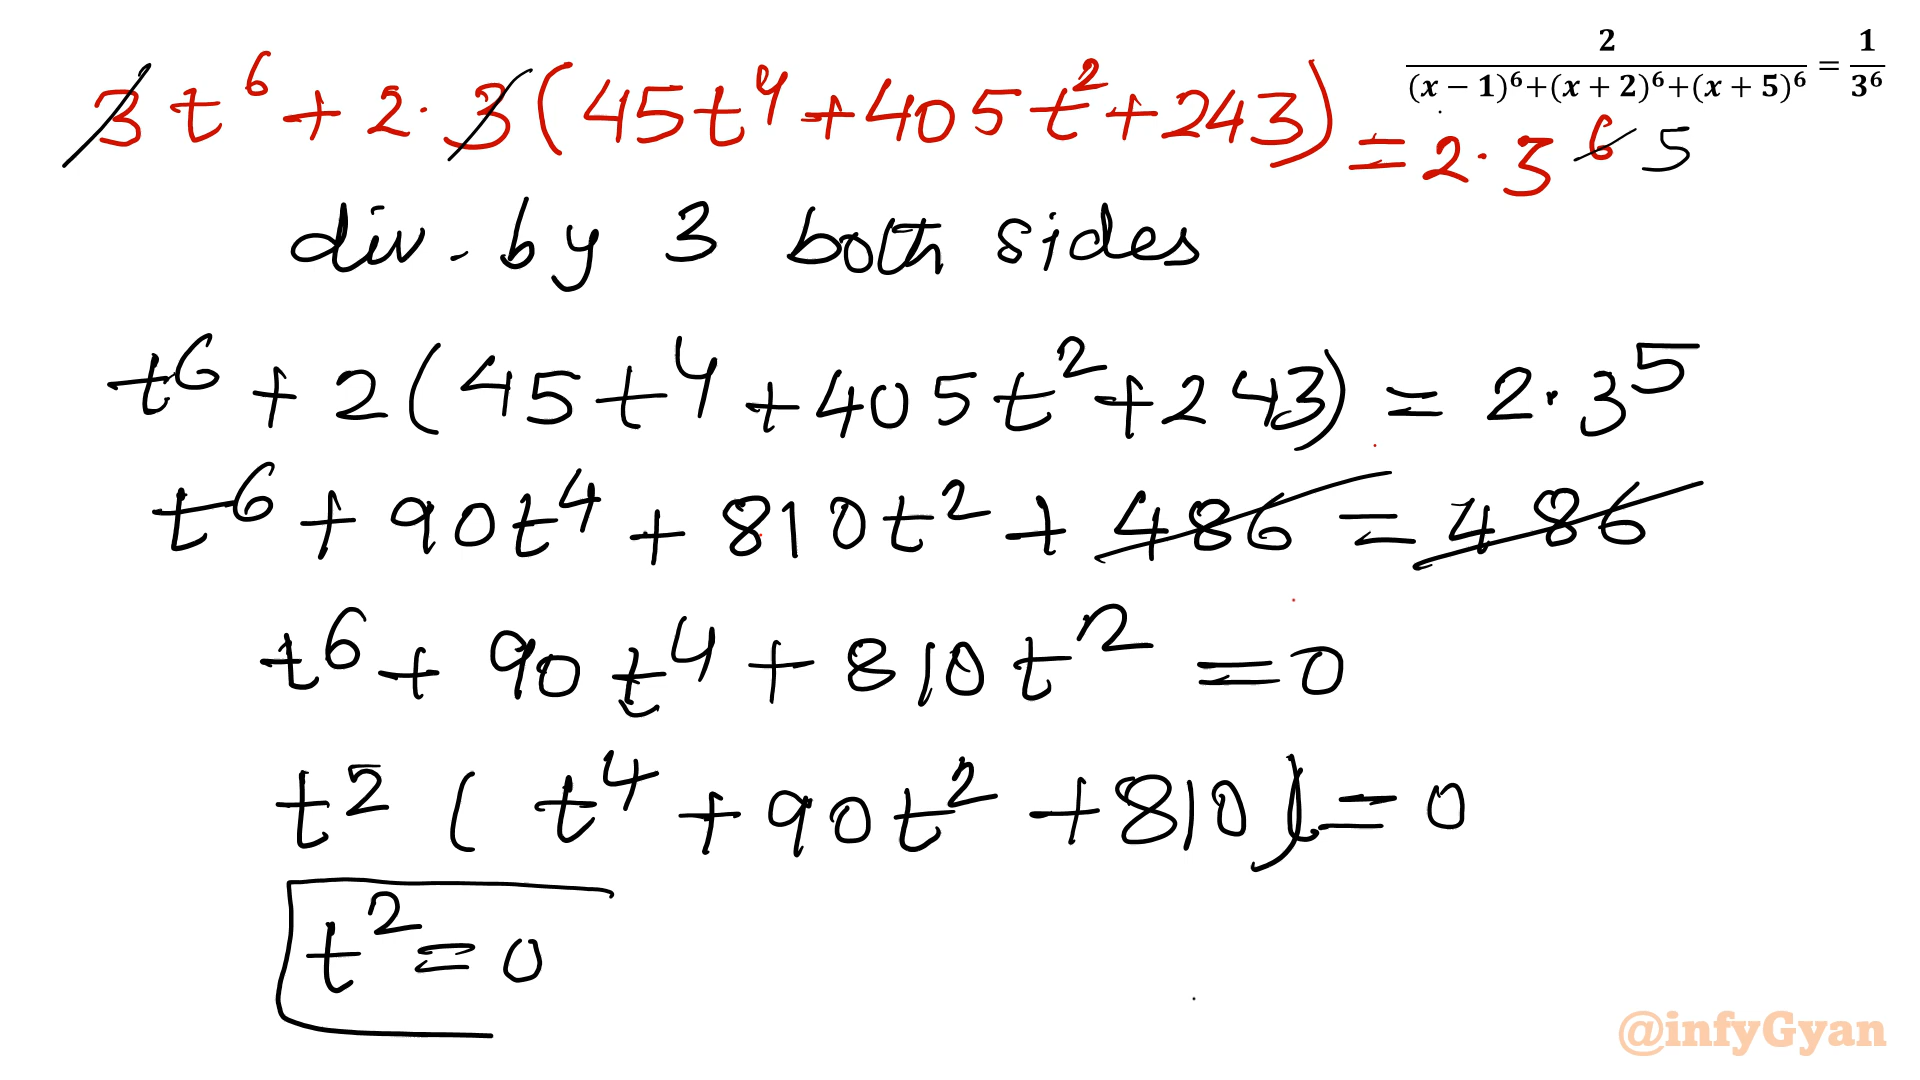 2/((x − 1)⁶+(x + 2)⁶+(x + 5)⁶) = 1/3⁶
3t⁶ + 2·3(45t⁴ + 405t² + 243) = 2·3⁶ 5
div. by 3 both sides
t⁶ + 2(45t⁴ + 405t² + 243) = 2·3⁵
t⁶ + 90t⁴ + 810t² + 486 = 486
t⁶ + 90t⁴ + 810t² = 0
t² (t⁴ + 90t² + 810) = 0
t² = 0
@infyGyan